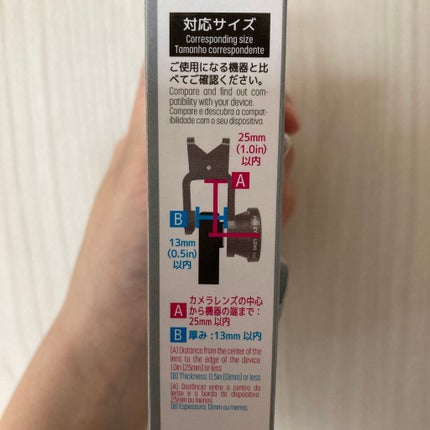 対応サイズ
Corresponding size
Tamanho correspondente
ご使用になる機器と比
べてご確認ください。
Compare and find out com-
patibility with your device.
Compare e descubra a compat-
ibilidade com o seu dispositivo.
25mm
(1.0in)
以内
A
B
13mm
(0.5in)
以内
EYE LENS
A カメラレンズの中心
から機器の端まで：
25mm 以内
B 厚み：13mm 以内
[A] Distance from the center of the
lens to the edge of the device:
1.0in [25mm] or less
[B] Thickness: 0.5in [13mm] or less
[A] Distância entre o centro do
lente e a borda do dispositivo:
25mm ou menos
[B] Espessura: 13mm ou menos